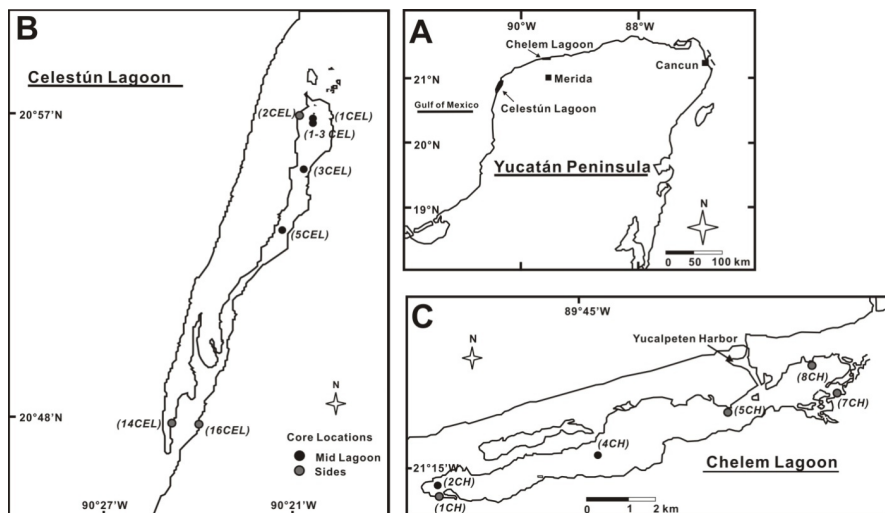 B
Celestún Lagoon
20°57'N
(2CEL)
(1CEL)
(1-3 CEL)
(3CEL)
(5CEL)
N
20°48'N
(14CEL)
(16CEL)
Core Locations
Mid Lagoon
Sides
90°27'W
90°21'W
A
90°W
88°W
Chelem Lagoon
Cancun
21°N
Merida
Gulf of Mexico
Celestún Lagoon
20°N
Yucatán Peninsula
19°N
N
0 50 100 km
C
89°45'W
N
Yucalpeten Harbor
(8CH)
(7CH)
(5CH)
(4CH)
21°15'N
(2CH)
(1CH)
Chelem Lagoon
0 1 2 km